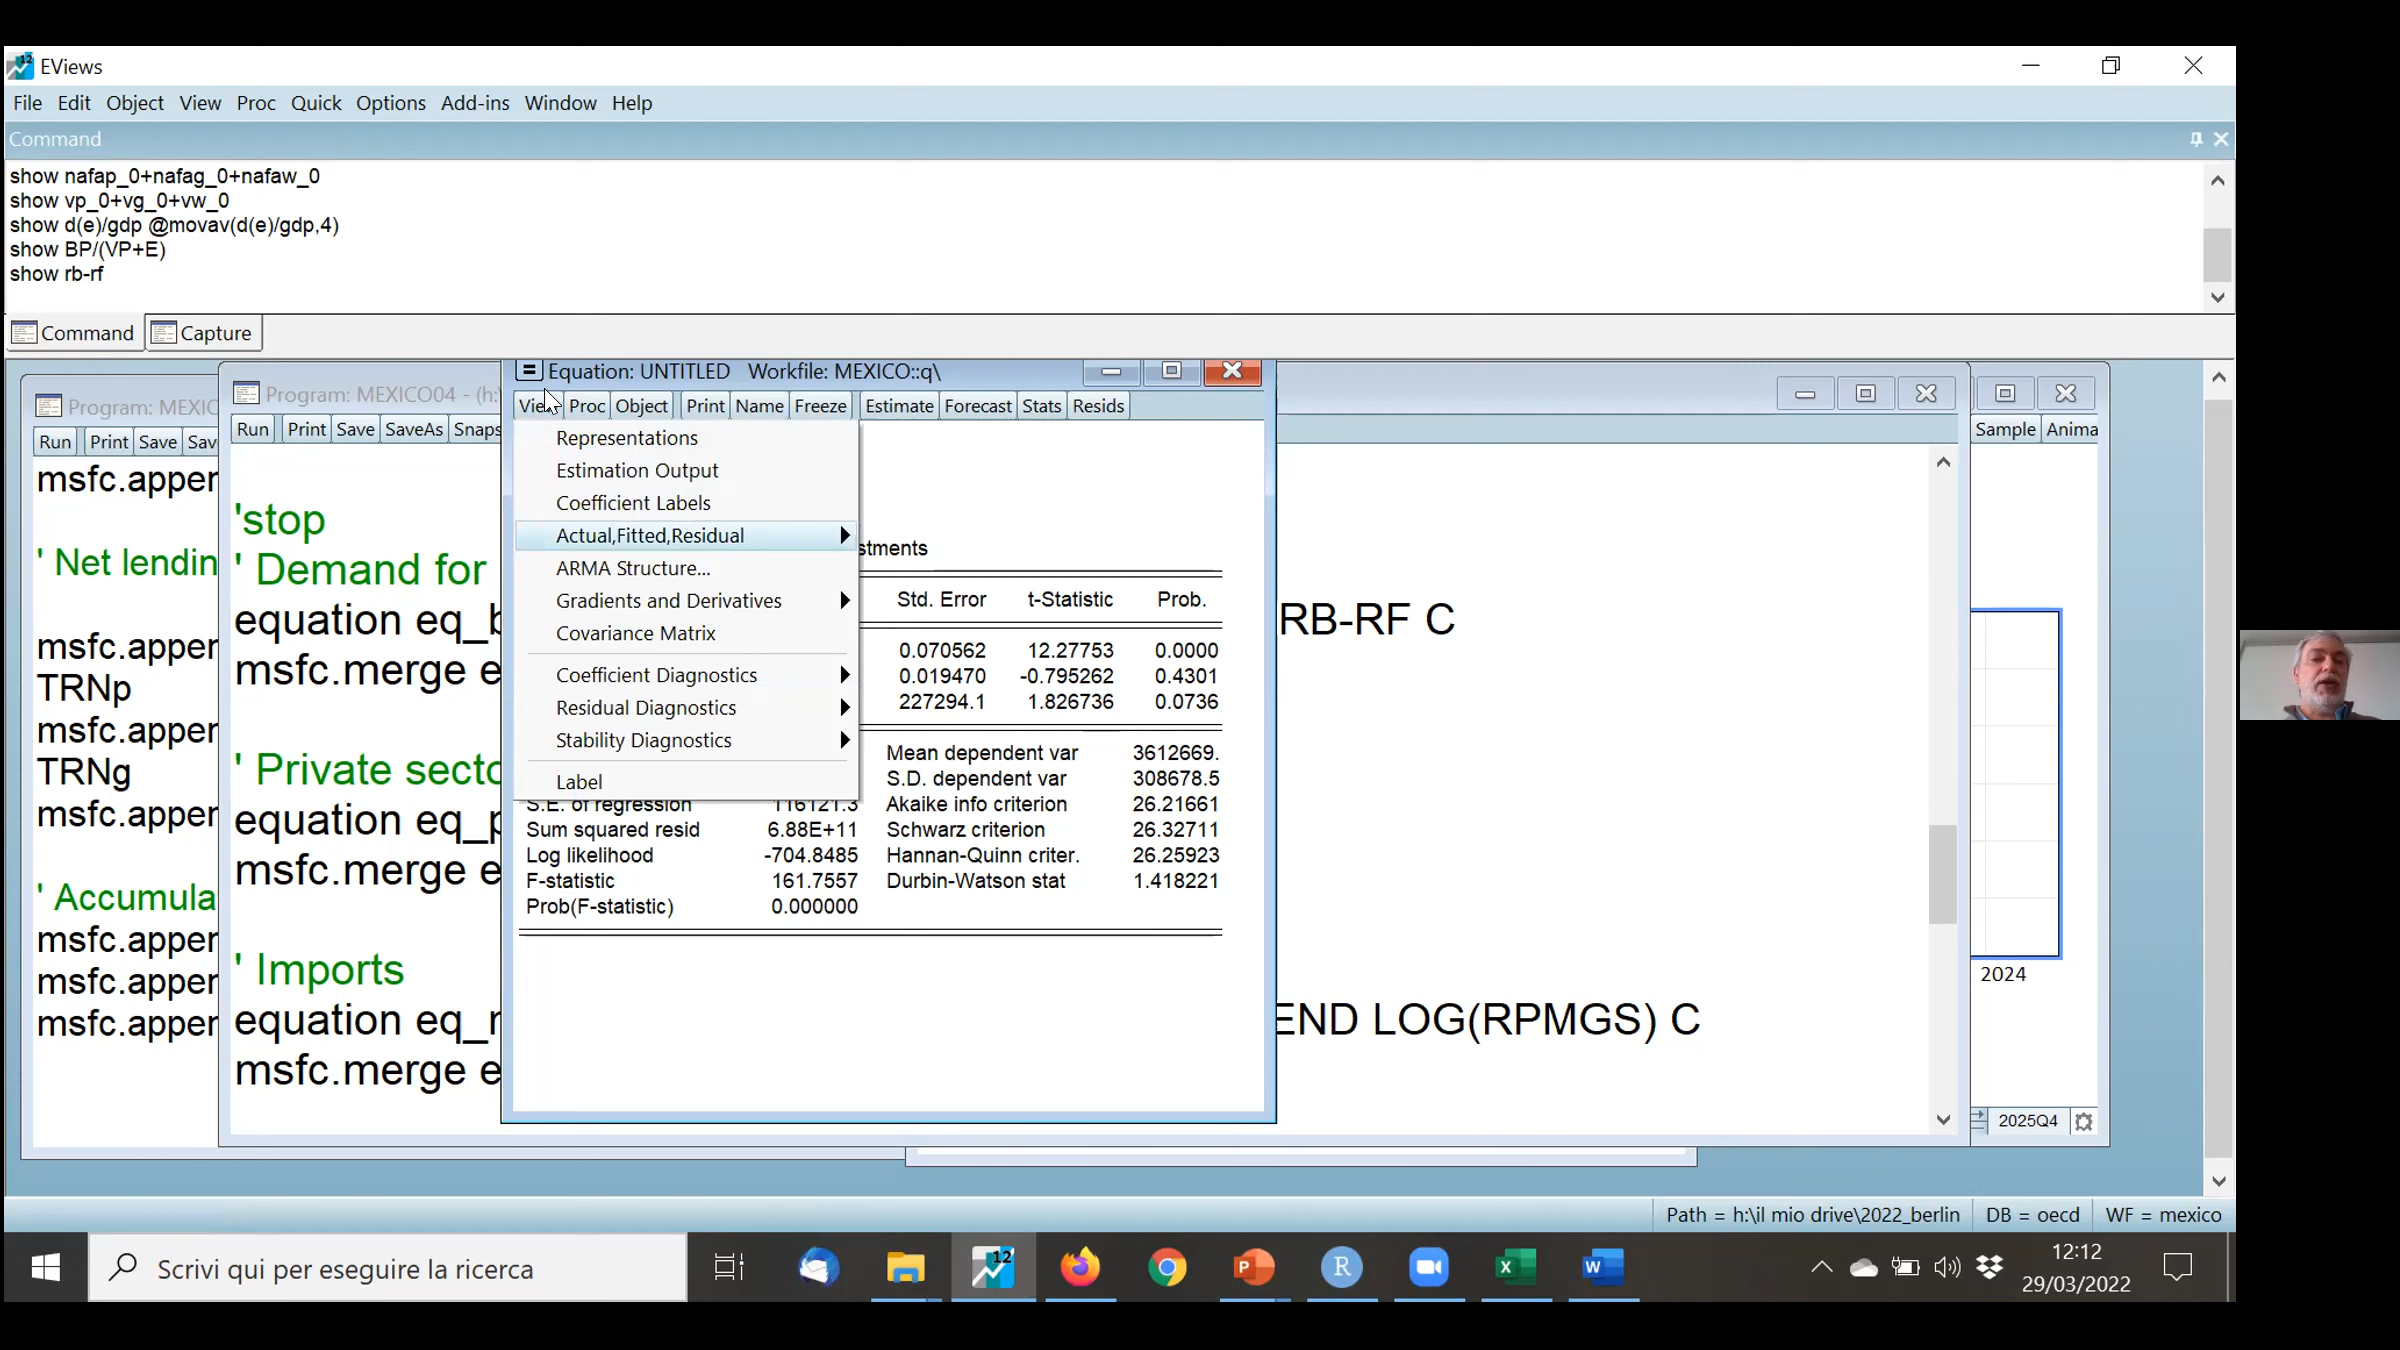 EViews
File Edit Object View Proc Quick Options Add-ins Window Help
Command
show nafap_0+nafag_0+nafaw_0
show vp_0+vg_0+vw_0
show d(e)/gdp @movav(d(e)/gdp,4)
show BP/(VP+E)
show rb-rf
Command Capture
Program: MEXIC
Run Print Save Sav
msfc.apper
' Net lendin
msfc.apper
TRNp
msfc.apper
TRNg
msfc.apper
' Accumula
msfc.apper
msfc.apper
msfc.apper
Program: MEXICO04 - (h:
Run Print Save SaveAs Snaps
'stop
' Demand for
equation eq_b
RB-RF C
msfc.merge e
' Private secto
equation eq_p
msfc.merge e
' Imports
equation eq_
END LOG(RPMGS) C
msfc.merge e
Equation: UNTITLED Workfile: MEXICO::q\
View Proc Object Print Name Freeze Estimate Forecast Stats Resids
Representations
Estimation Output
Coefficient Labels
Actual,Fitted,Residual
ARMA Structure...
Gradients and Derivatives
Covariance Matrix
Coefficient Diagnostics
Residual Diagnostics
Stability Diagnostics
Label
stments
Std. Error t-Statistic Prob.
0.070562 12.27753 0.0000
0.019470 -0.795262 0.4301
227294.1 1.826736 0.0736
Mean dependent var 3612669.
S.D. dependent var 308678.5
S.E. of regression 116121.3 Akaike info criterion 26.21661
Sum squared resid 6.88E+11 Schwarz criterion 26.32711
Log likelihood -704.8485 Hannan-Quinn criter. 26.25923
F-statistic 161.7557 Durbin-Watson stat 1.418221
Prob(F-statistic) 0.000000
Sample Anima
2024
2025Q4
Path = h:\il mio drive\2022_berlin DB = oecd WF = mexico
Scrivi qui per eseguire la ricerca
12
12:12
29/03/2022